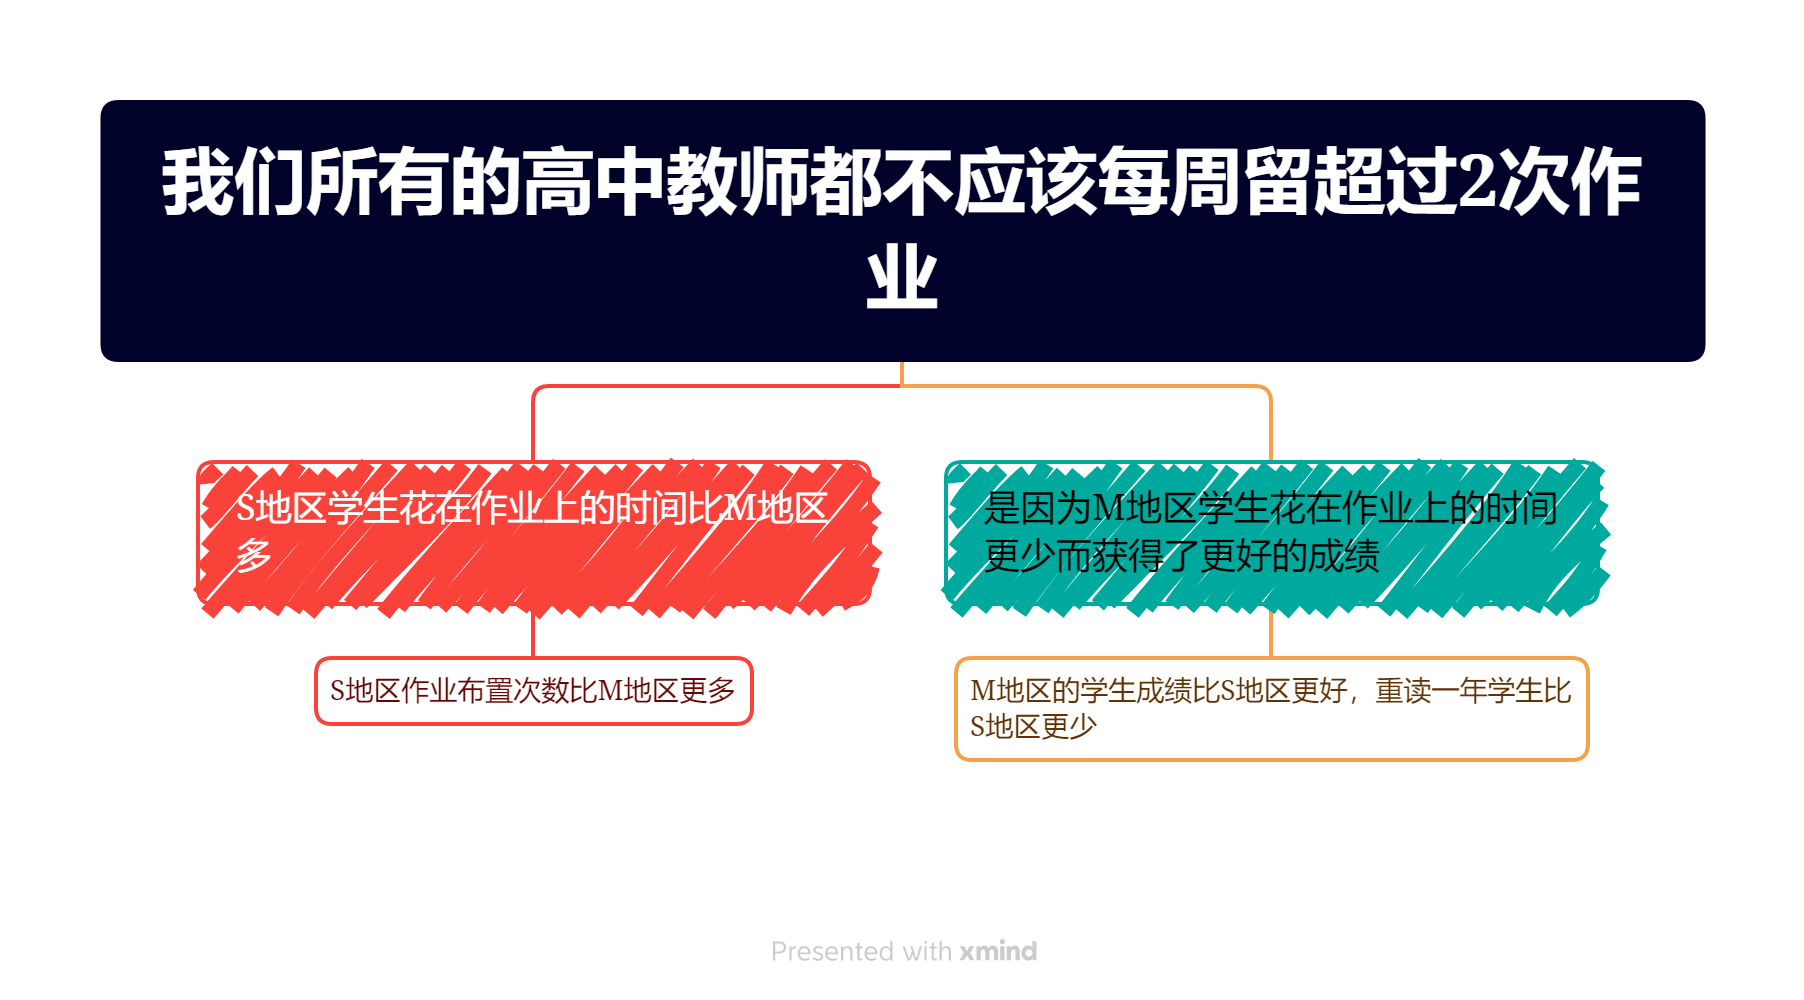 我们所有的高中教师都不应该每周留超过2次作
业
S地区学生花在作业上的时间比M地区
多
是因为M地区学生花在作业上的时间
更少而获得了更好的成绩
S地区作业布置次数比M地区更多
M地区的学生成绩比S地区更好，重读一年学生比
S地区更少
Presented with xmind